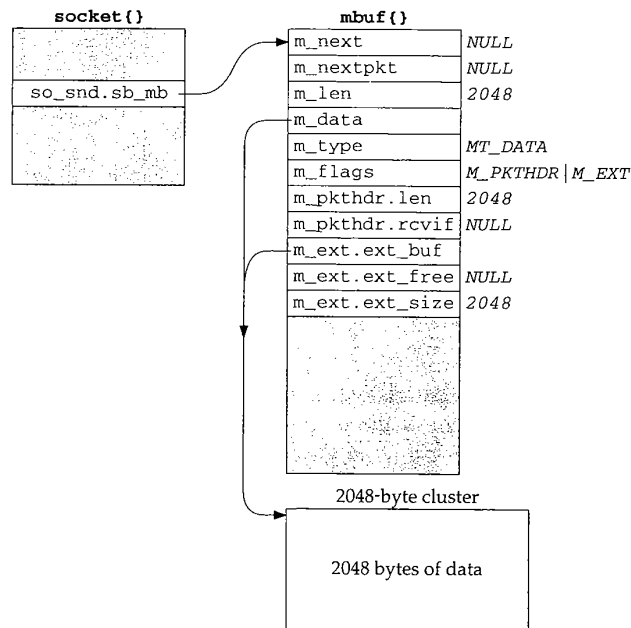 socket{}
mbuf{}
m_next NULL
m_nextpkt NULL
so_snd.sb_mb
m_len 2048
m_data
m_type MT_DATA
m_flags M_PKTHDR|M_EXT
m_pkthdr.len 2048
m_pkthdr.rcvif NULL
m_ext.ext_buf
m_ext.ext_free NULL
m_ext.ext_size 2048
2048-byte cluster
2048 bytes of data